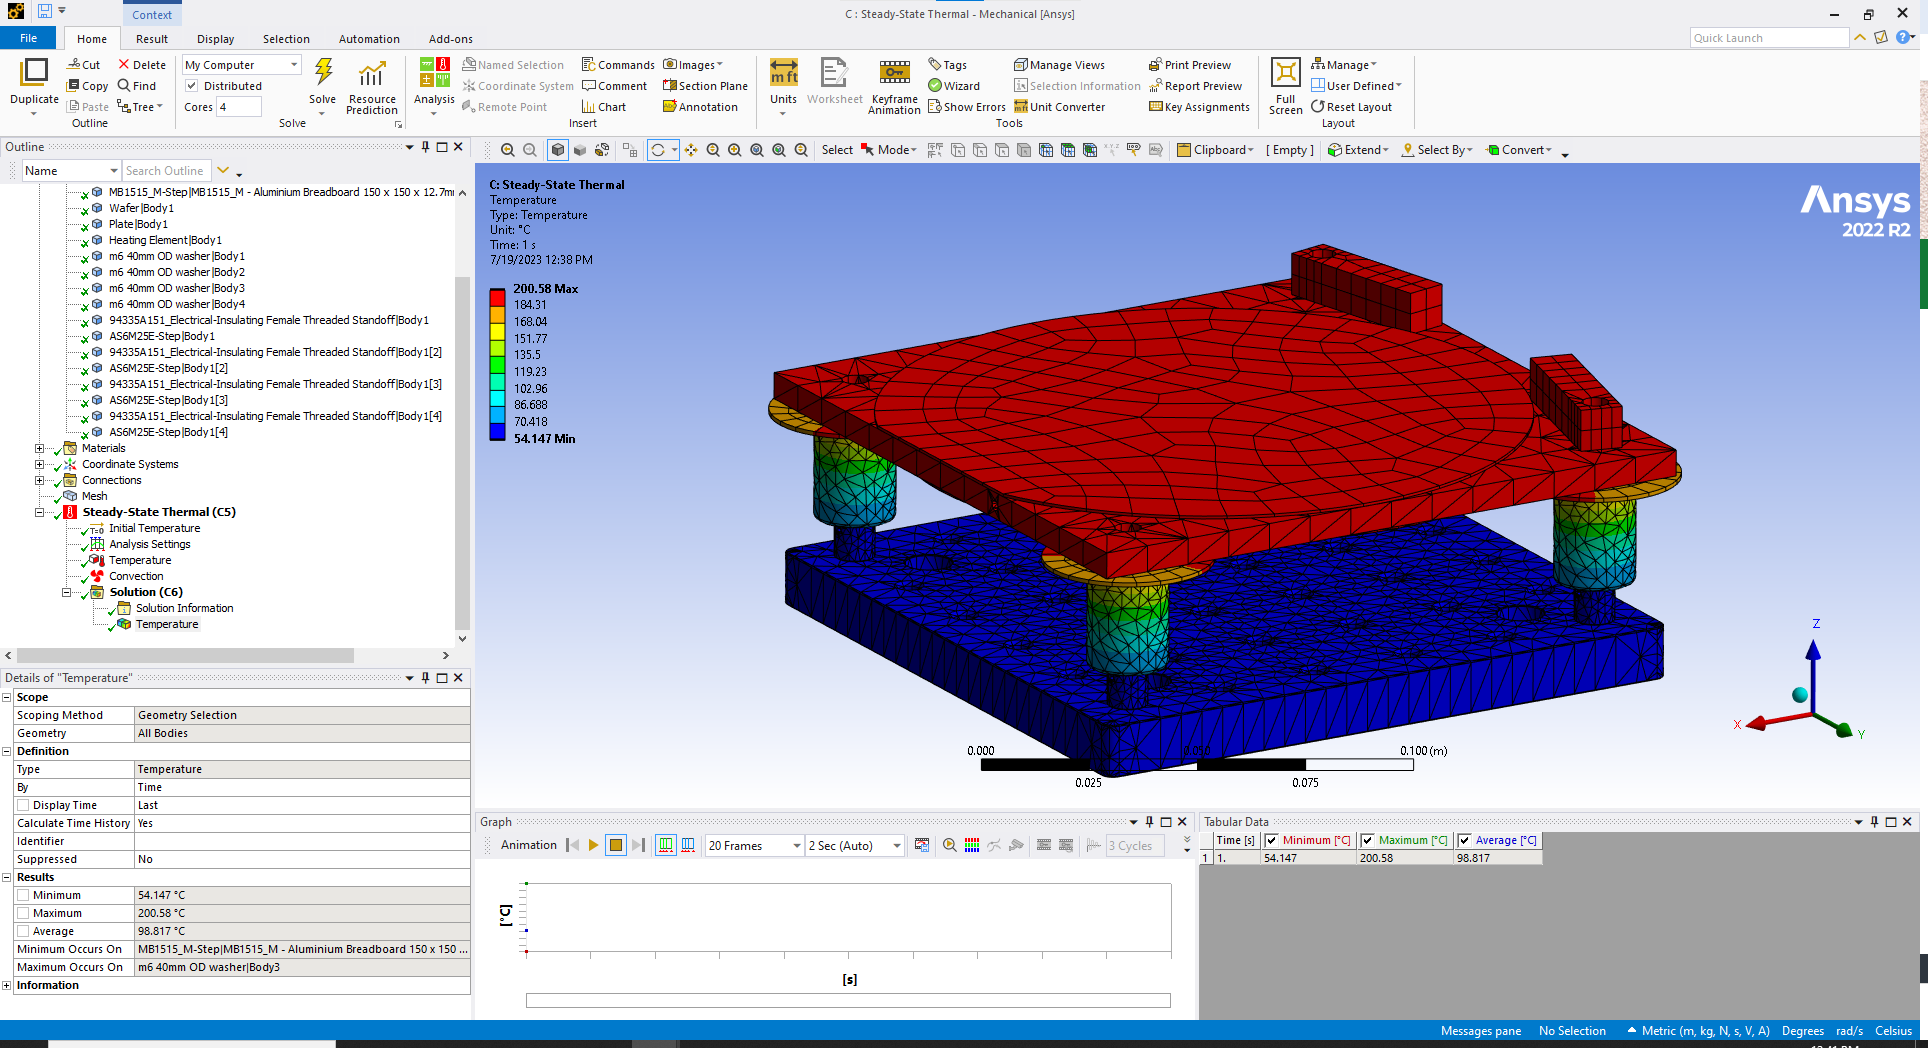 Context
C : Steady-State Thermal - Mechanical [Ansys]
File Home Result Display Selection Automation Add-ons
Quick Launch
Duplicate
Cut
Copy
Paste
Delete
Find
Tree
Outline
My Computer
Distributed
Cores 4
Solve
Resource
Prediction
Solve
Analysis
Named Selection
Coordinate System
Remote Point
Commands
Comment
Chart
Images
Section Plane
Annotation
Insert
mft
Units
Worksheet
Keyframe
Animation
Tags
Wizard
Show Errors
Manage Views
Selection Information
Unit Converter
Print Preview
Report Preview
Key Assignments
Tools
Full
Screen
Manage
User Defined
Reset Layout
Layout
Outline
Name
Search Outline
Select Mode Clipboard [ Empty ] Extend Select By Convert
MB1515_M-Step|MB1515_M - Aluminium Breadboard 150 x 150 x 12.7m
Wafer|Body1
Plate|Body1
Heating Element|Body1
m6 40mm OD washer|Body1
m6 40mm OD washer|Body2
m6 40mm OD washer|Body3
m6 40mm OD washer|Body4
94335A151_Electrical-Insulating Female Threaded Standoff|Body1
AS6M25E-Step|Body1
94335A151_Electrical-Insulating Female Threaded Standoff|Body1[2]
AS6M25E-Step|Body1[2]
94335A151_Electrical-Insulating Female Threaded Standoff|Body1[3]
AS6M25E-Step|Body1[3]
94335A151_Electrical-Insulating Female Threaded Standoff|Body1[4]
AS6M25E-Step|Body1[4]
Materials
Coordinate Systems
Connections
Mesh
Steady-State Thermal (C5)
Initial Temperature
Analysis Settings
Temperature
Convection
Solution (C6)
Solution Information
Temperature
Details of "Temperature"
Scope
Scoping Method Geometry Selection
Geometry All Bodies
Definition
Type Temperature
By Time
Display Time Last
Calculate Time History Yes
Identifier
Suppressed No
Results
Minimum 54.147 °C
Maximum 200.58 °C
Average 98.817 °C
Minimum Occurs On MB1515_M-Step|MB1515_M - Aluminium Breadboard 150 x 150 ...
Maximum Occurs On m6 40mm OD washer|Body3
Information
C: Steady-State Thermal
Temperature
Type: Temperature
Unit: °C
Time: 1 s
7/19/2023 12:38 PM
200.58 Max
184.31
168.04
151.77
135.5
119.23
102.96
86.688
70.418
54.147 Min
Ansys
2022 R2
0.000
0.100 (m)
0.025
0.075
Z
X
Y
Graph
Animation 20 Frames 2 Sec (Auto) 3 Cycles
[°C]
[s]
Tabular Data
Time [s] Minimum [°C] Maximum [°C] Average [°C]
1 1. 54.147 200.58 98.817
Messages pane No Selection Metric (m, kg, N, s, V, A) Degrees rad/s Celsius